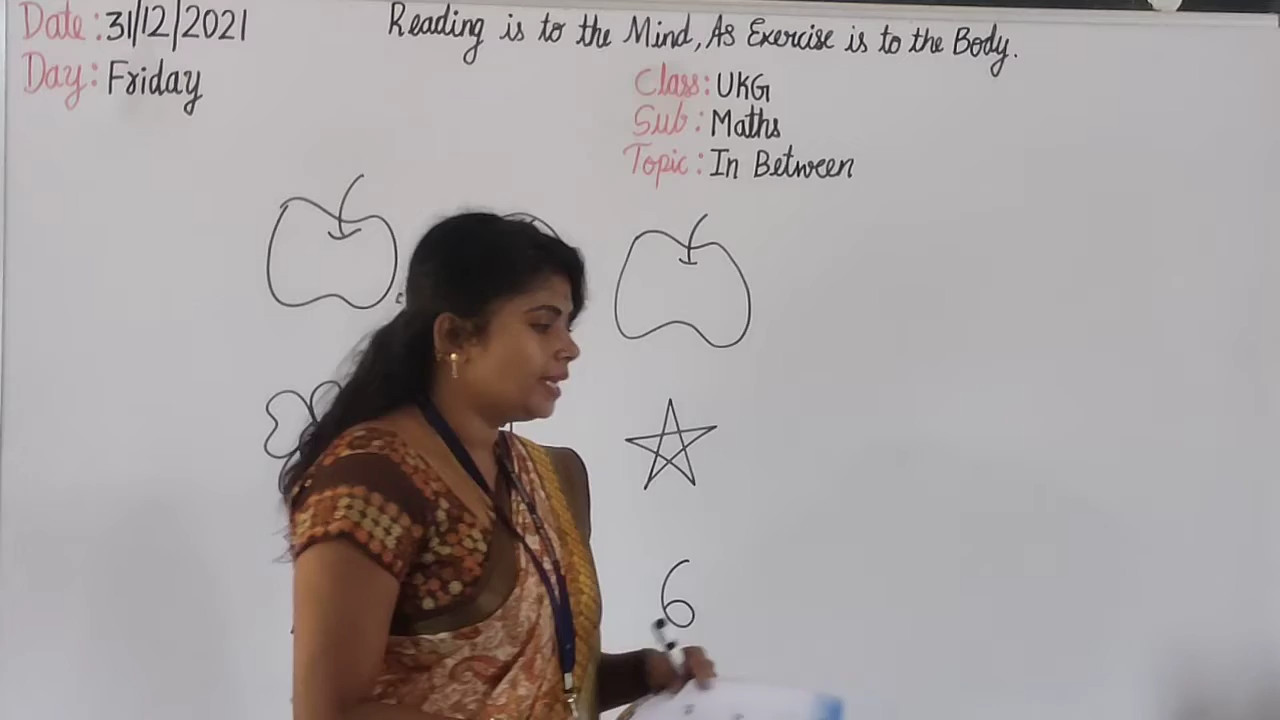 Date : 31/12/2021
Reading is to the Mind, As Exercise is to the Body.
Day : Friday
Class : UKG
Sub : Maths
Topic : In Between
6